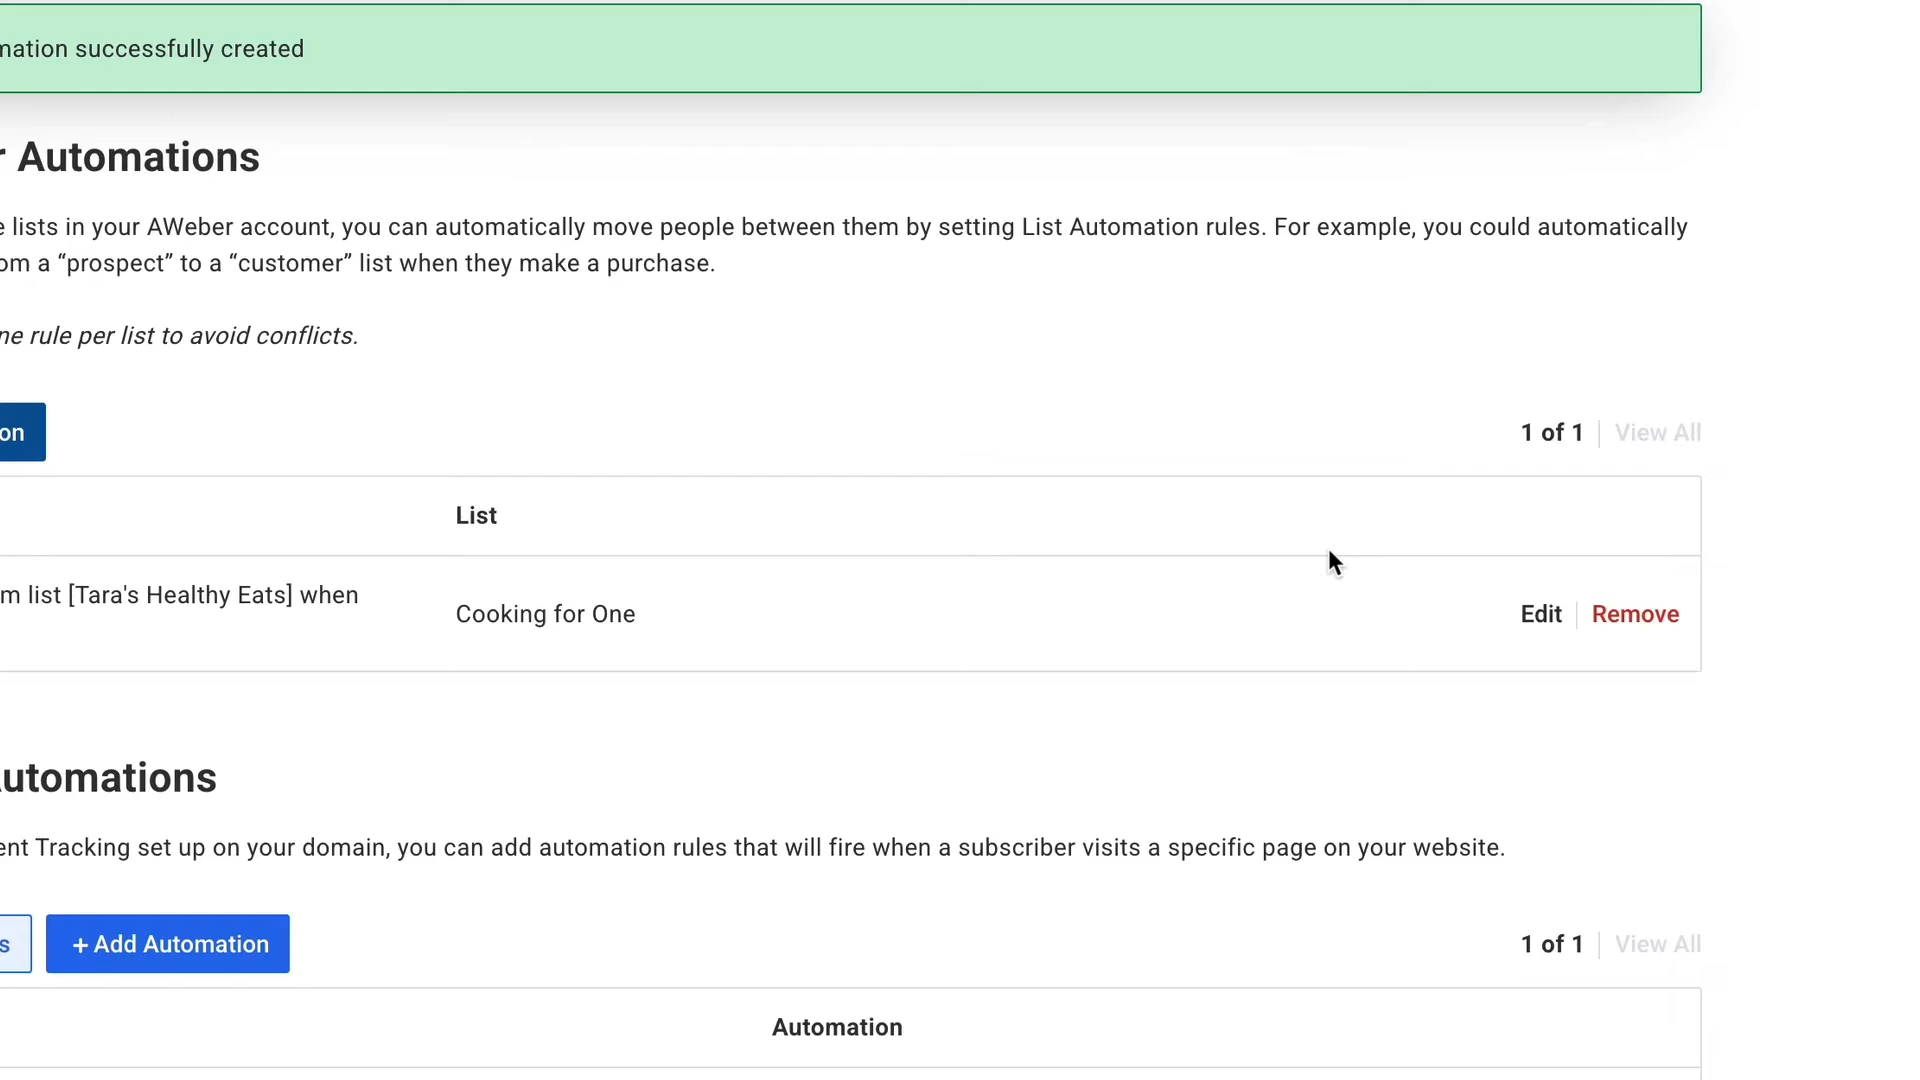 mation successfully created
r Automations
e lists in your AWeber account, you can automatically move people between them by setting List Automation rules. For example, you could automatically
om a “prospect” to a “customer” list when they make a purchase.
ne rule per list to avoid conflicts.
on
1 of 1 | View All
List
m list [Tara's Healthy Eats] when
Cooking for One
Edit | Remove
utomations
ent Tracking set up on your domain, you can add automation rules that will fire when a subscriber visits a specific page on your website.
s
+ Add Automation
1 of 1 | View All
Automation